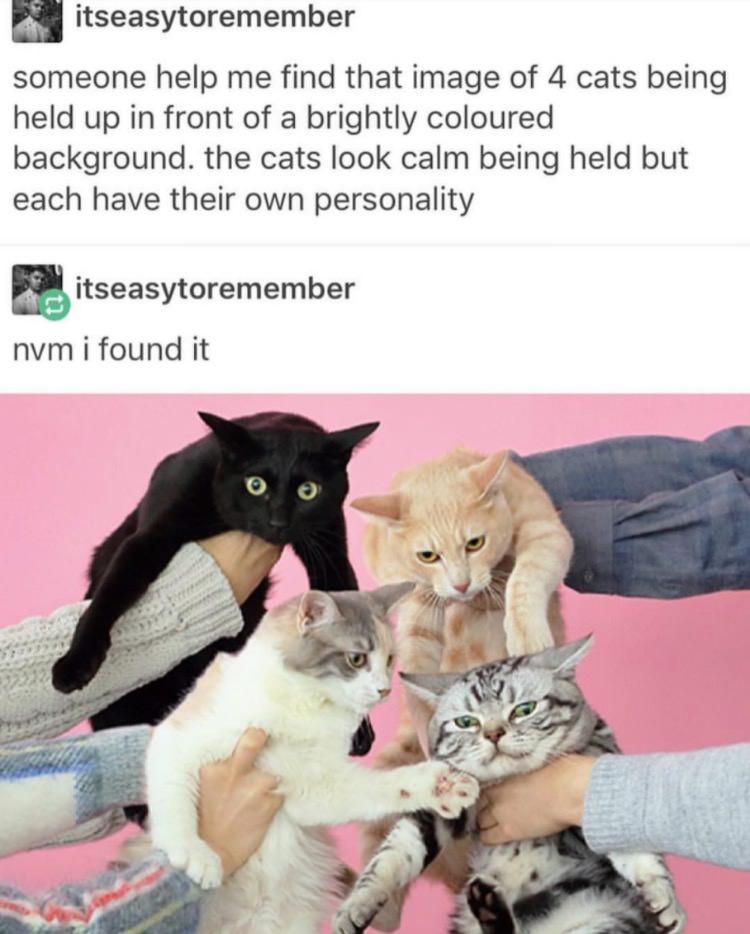 itseasytoremember
someone help me find that image of 4 cats being
held up in front of a brightly coloured
background. the cats look calm being held but
each have their own personality
itseasytoremember
nvm i found it